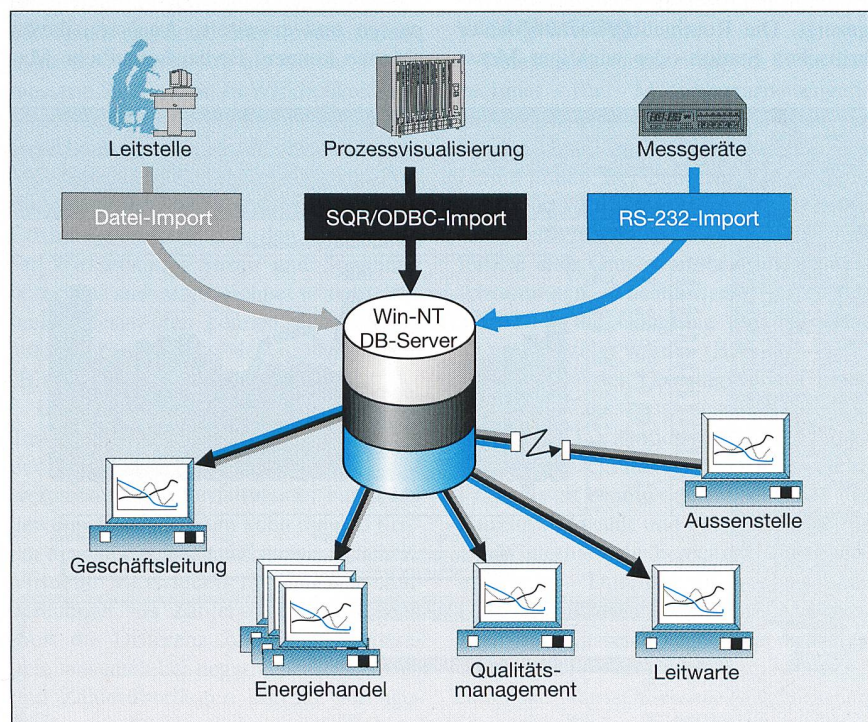 Leitstelle
Prozessvisualisierung
Messgeräte
Datei-Import
SQR/ODBC-Import
RS-232-Import
Win-NT
DB-Server
Aussenstelle
Geschäftsleitung
Energiehandel
Qualitäts-
management
Leitwarte